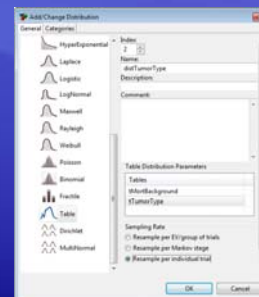 Add/Change Distribution
General Categories
HyperExponential
Laplace
Logistic
LogNormal
Maxwell
Rayleigh
Weibull
Poisson
Binomial
Fractile
Table
Dirichlet
MultiNormal
Index:
2
Name:
distTumorType
Description:
Comment:
Table Distribution Parameters
Tables
tMortBackground
tTumorType
Sampling Rate
Resample per EV/group of trials
Resample per Markov stage
Resample per individual trial
OK Cancel